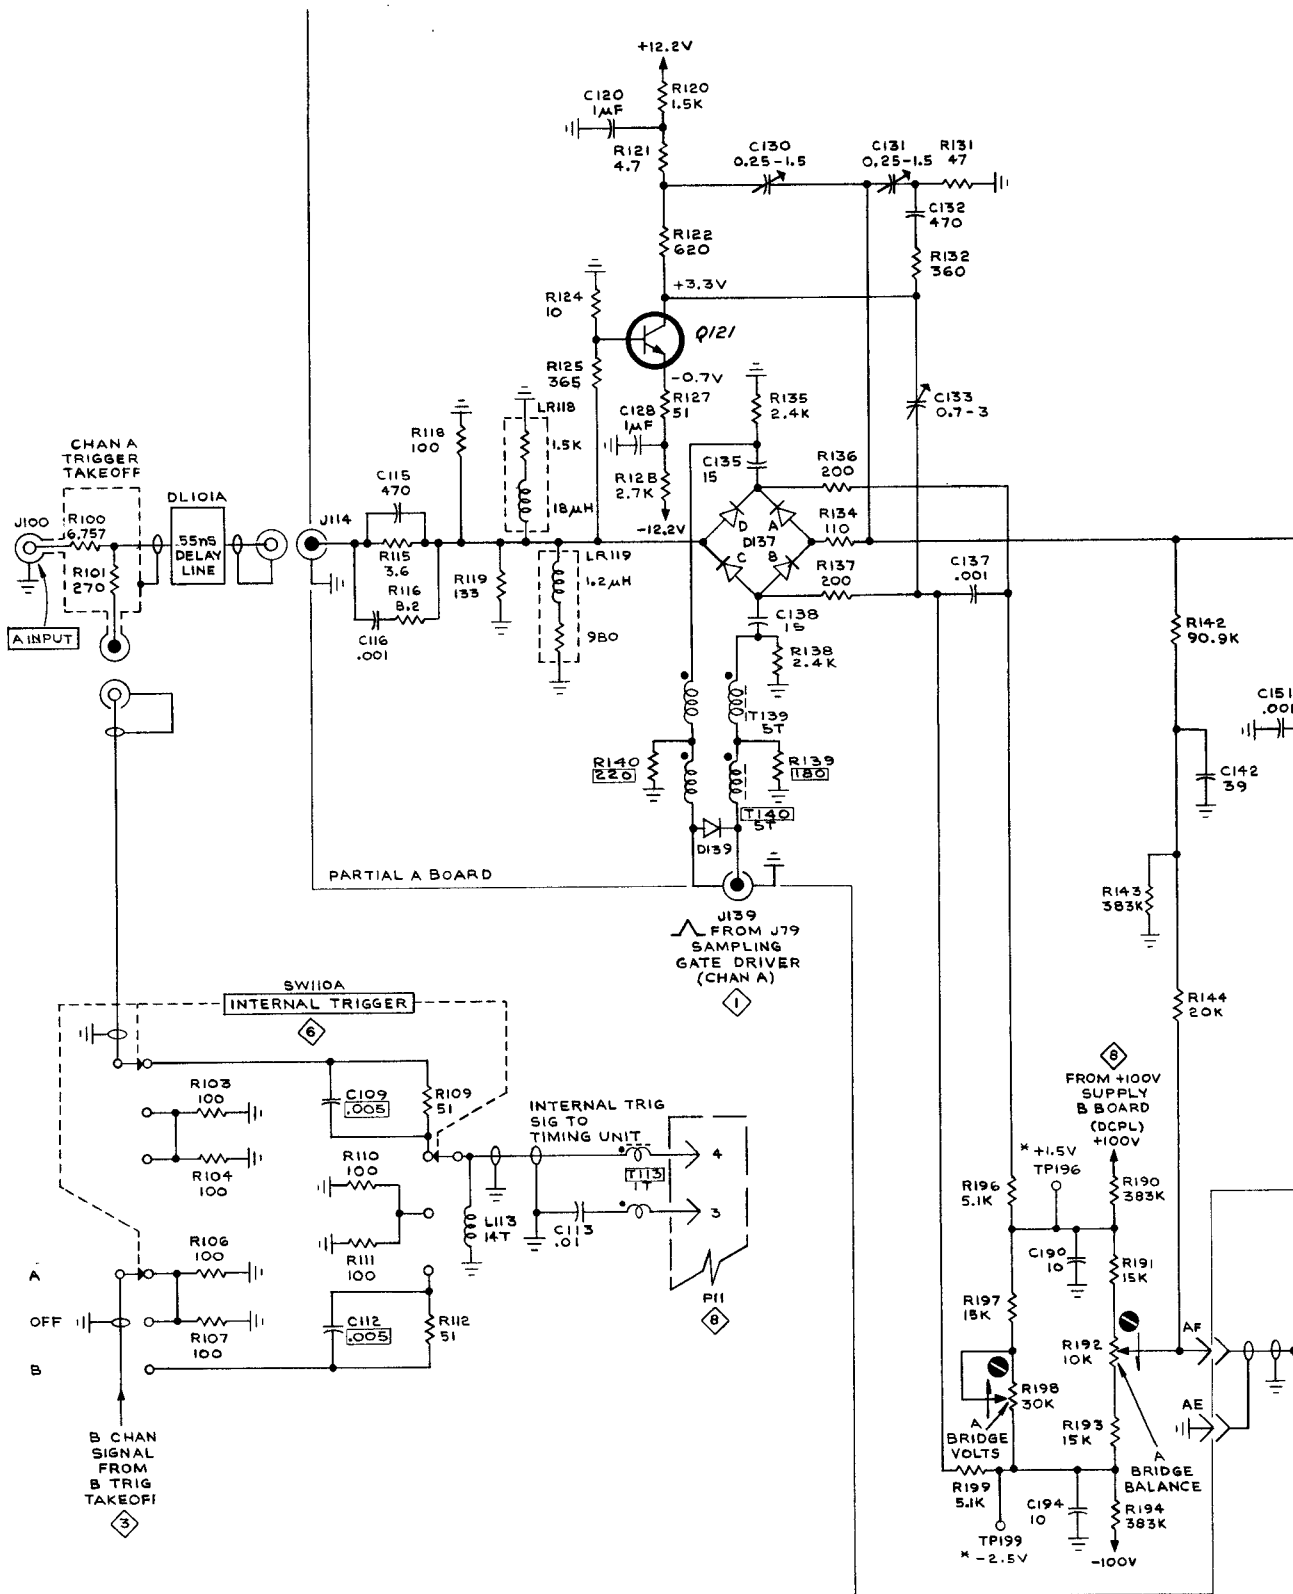 +12.2V
R120
1.5K
C120
1µF
R121
4.7
C130
0.25-1.5
C131
0.25-1.5
R131
47
C132
470
R122
620
R132
360
+3.3V
R124
10
Q121
R125
365
-0.7V
R127
51
C128
1µF
R135
2.4K
C133
0.7-3
LR118
1.5K
18µH
R118
100
CHAN A
TRIGGER
TAKEOFF
DL101A
C115
470
R128
2.7K
C135
15
R136
200
J100
R100
6.757
55nS
DELAY
LINE
J114
-12.2V
D
A
D137
C
B
R134
110
R101
270
R115
3.6
R116
8.2
R119
133
LR119
1.2µH
R137
200
C137
.001
A INPUT
C116
.001
980
C138
15
R138
2.4K
R142
90.9K
T139
5T
C151
.001
R140
220
R139
180
C142
39
T140
5T
D139
PARTIAL A BOARD
R143
383K
J139
FROM J79
SAMPLING
GATE DRIVER
(CHAN A)
1
SW110A
INTERNAL TRIGGER
6
R144
20K
8
FROM +100V
SUPPLY
B BOARD
(DCPL)
+100V
R103
100
C109
.005
R109
51
INTERNAL TRIG
SIG TO
TIMING UNIT
* +1.5V
TP196
R104
100
R110
100
T113
1T
4
R196
5.1K
R190
383K
L113
14T
C113
.01
3
R106
100
R111
100
C190
10
R191
15K
A
P11
8
R197
15K
OFF
R107
100
C112
.005
R112
51
R192
10K
AF
B
R198
30K
AE
A
BRIDGE
VOLTS
R193
15K
A
BRIDGE
BALANCE
B CHAN
SIGNAL
FROM
B TRIG
TAKEOFF
3
R199
5.1K
C194
10
R194
383K
TP199
* -2.5V
-100V